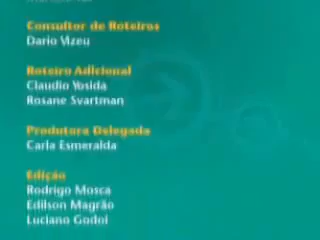 Consultor de Roteiros
Dario Vizeu
Roteiro Adicional
Claudio Yosida
Rosane Svartman
Produtora Delegada
Carla Esmeralda
Edição
Rodrigo Mosca
Edilson Magrão
Luciano Godoi